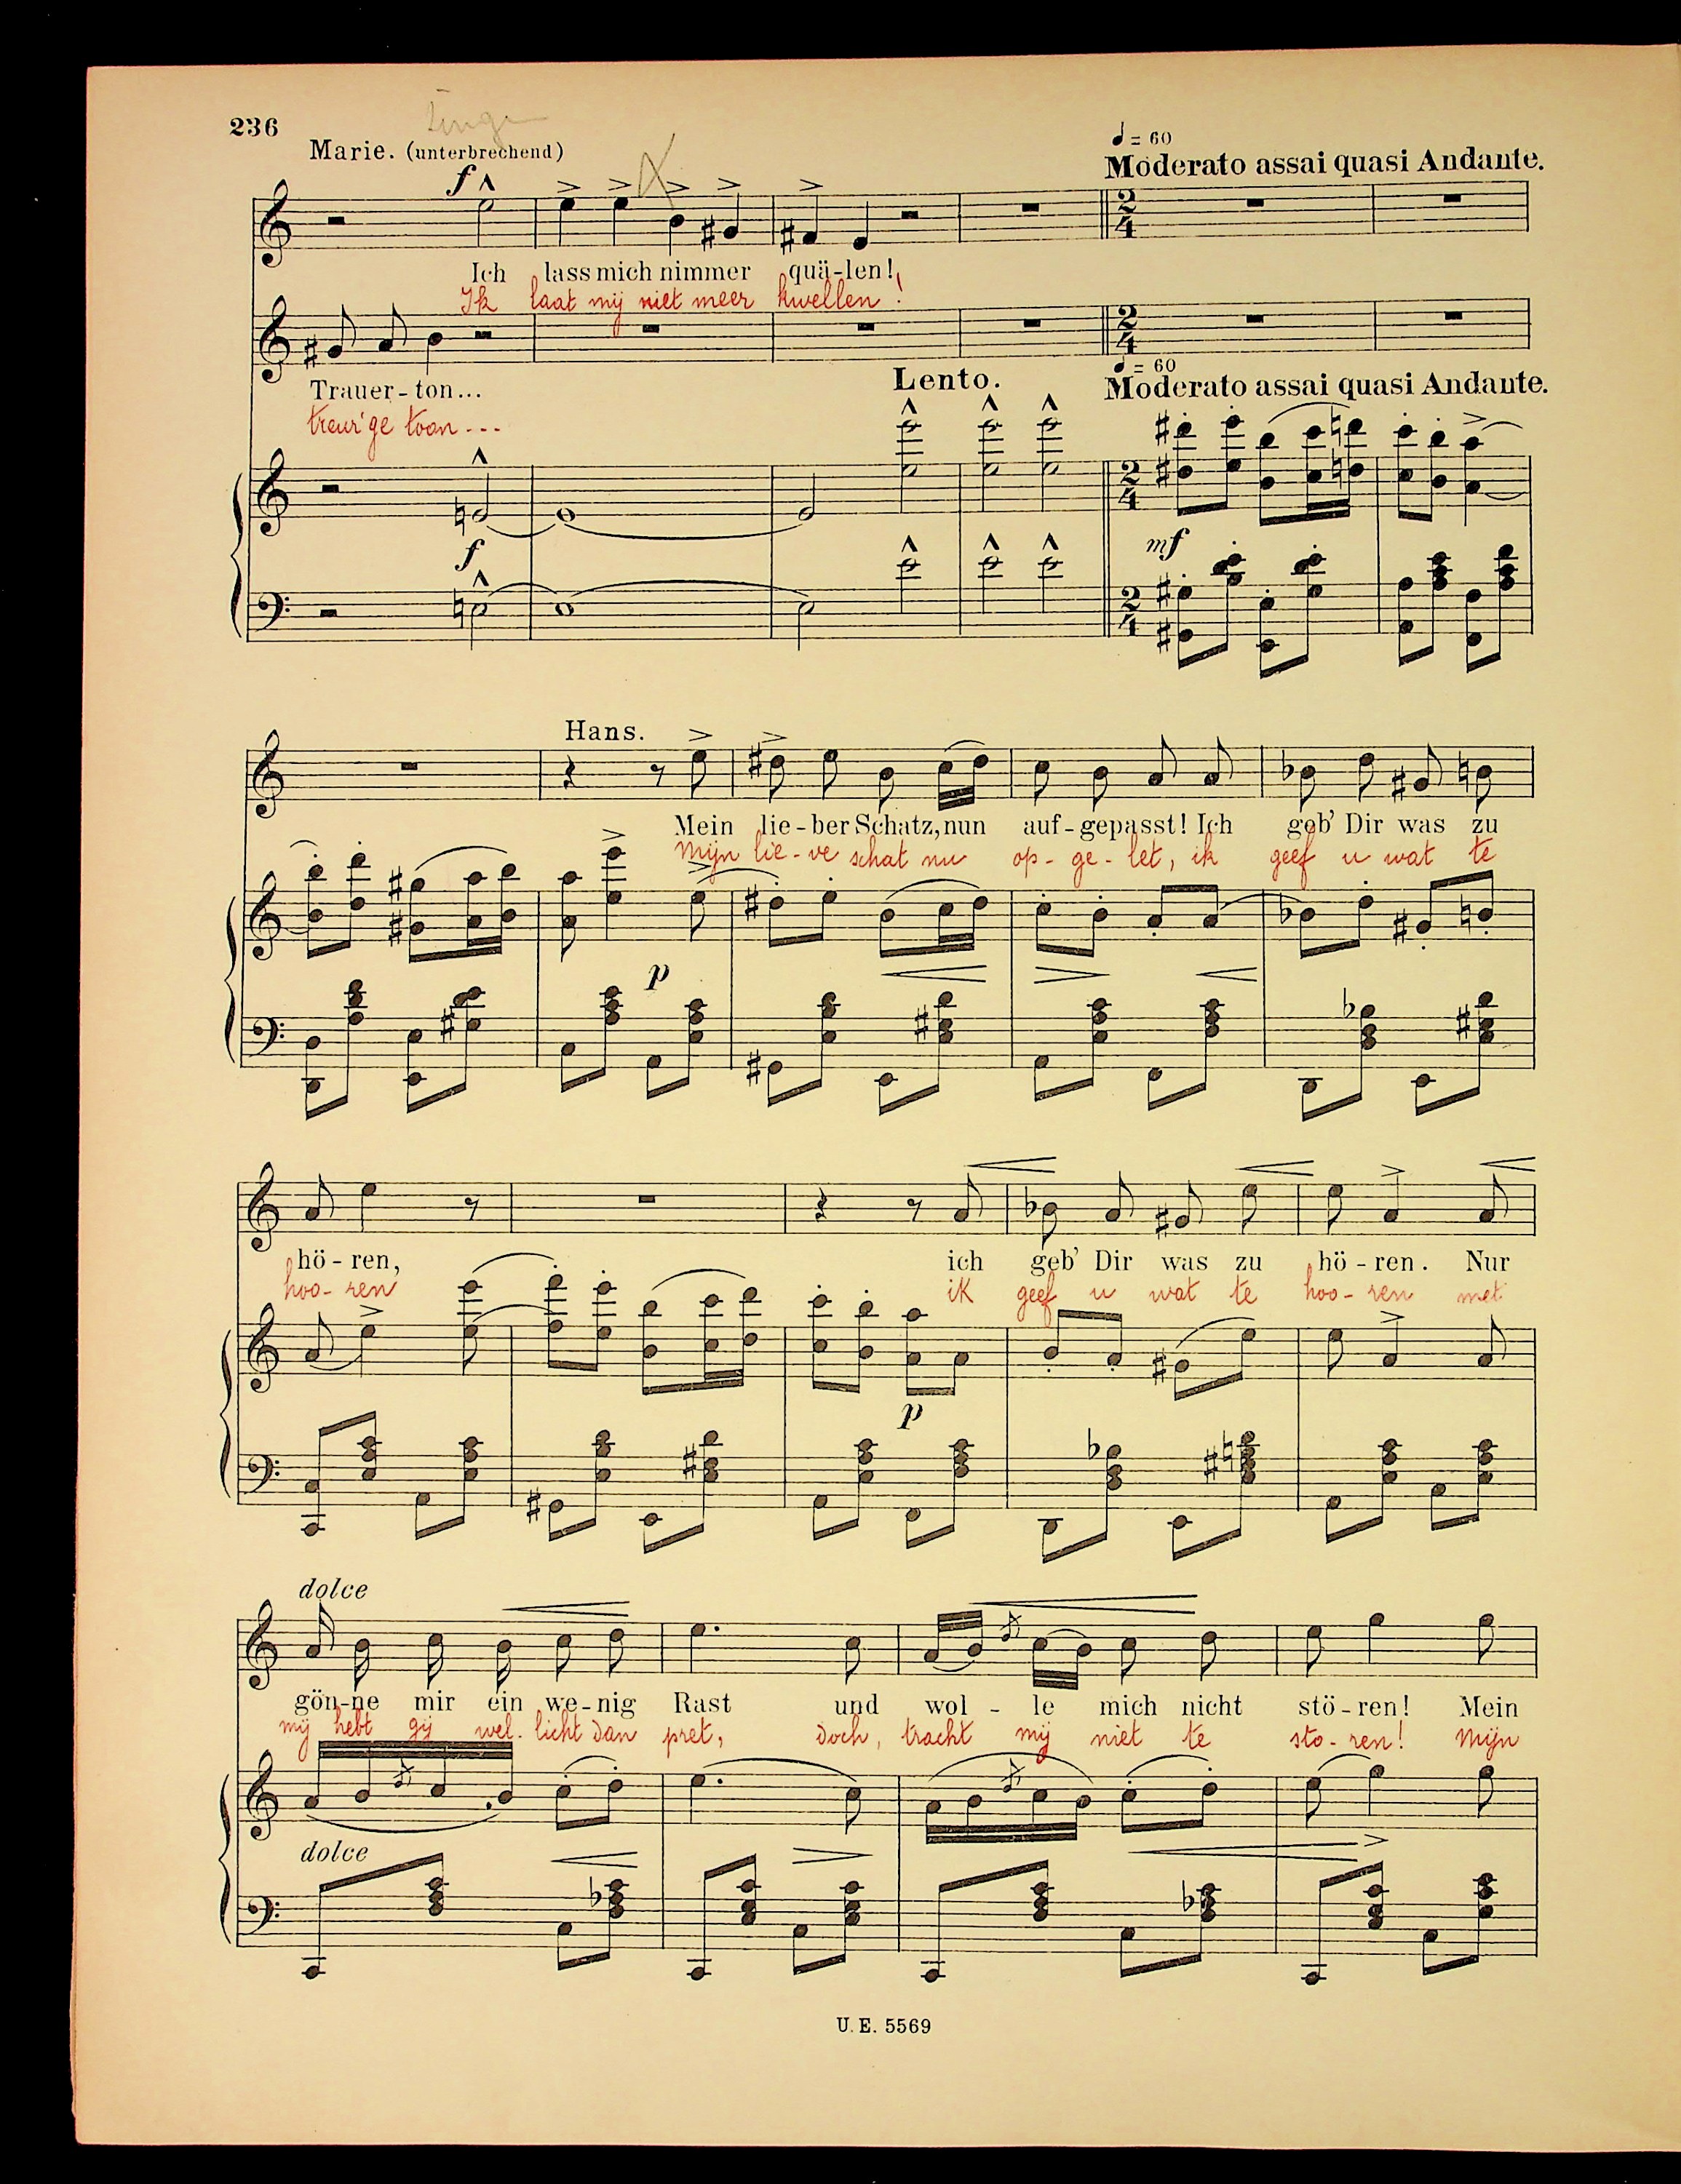 236
Marie. (unterbrechend)
♩= 60
Moderato assai quasi Andante.
f
Ich lass mich nimmer quä-len!
Ik laat mij niet meer kwellen!
2 4
♩= 60
Trauer-ton...
Lento.
Moderato assai quasi Andante.
treur'ge toon ---
f
mf
Hans.
Mein lie-ber Schatz, nun auf-gepasst! Ich geb' Dir was zu
Mijn lie-ve schat nu op-ge-let, ik geef u wat te
p
hö-ren, ich geb' Dir was zu hö-ren. Nur
hoo-ren ik geef u wat te hoo-ren met
p
dolce
gön-ne mir ein we-nig Rast und wol-le mich nicht stö-ren! Mein
mij hebt gij wel-licht dan pret, doch, tracht mij niet te sto-ren! Mijn
dolce
U. E. 5569